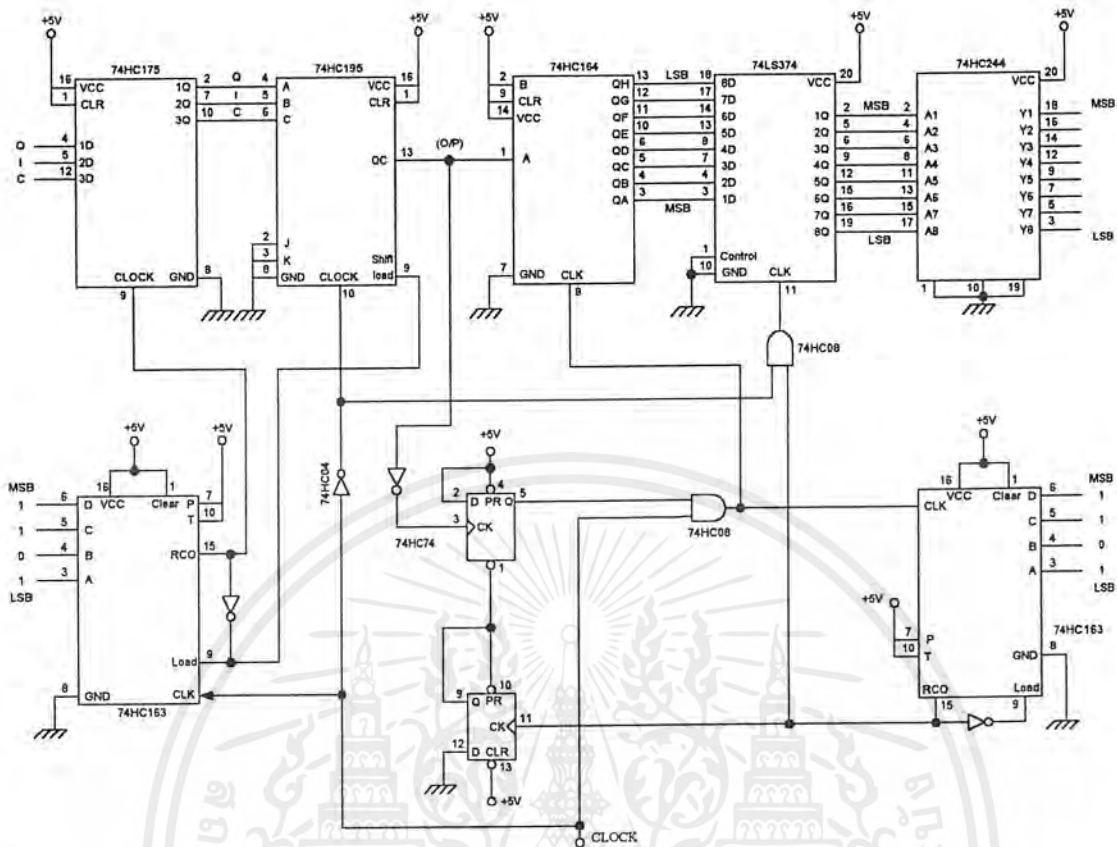 +5V
+5V
+5V
+5V
+5V
74HC175
74HC195
74HC164
74LS374
74HC244
16 VCC
1 CLR
1Q 2 Q 4 A
2Q 7 I 5 B
3Q 10 C 6 C
VCC 16
CLR 1
2 B
9 CLR
14 VCC
QH 13 LSB 18 8D
QG 12 17 7D
QF 11 14 6D
QE 10 13 5D
QD 6 8 4D
QC 5 7 3D
QB 4 4 2D
QA 3 MSB 3 1D
VCC 20
1Q 2 MSB 2 A1
2Q 5 4 A2
3Q 6 6 A3
4Q 9 8 A4
5Q 12 11 A5
6Q 15 13 A6
7Q 16 15 A7
8Q 19 LSB 17 A8
VCC 20
Y1 18 MSB
Y2 16
Y3 14
Y4 12
Y5 9
Y6 7
Y7 5
Y8 3 LSB
Q 4 1D
I 5 2D
C 12 3D
QC 13 (O/P) 1 A
2 J
3 K
8 GND
Shift
load 9
CLOCK GND 8
9
CLOCK
10
7 GND CLK
8
1 Control
10 GND CLK
11
1 10 19
74HC08
+5V
+5V
+5V
+5V
74HC04
MSB
1 6 D
1 5 C
0 4 B
1 3 A
LSB
16 1
VCC Clear
P 7
T 10
RCO 15
Load 9
8 GND CLK
74HC163
4
2 D PR Q 5
3 CK
74HC74
1
74HC08
10
9 Q PR
CK 11
12 D CLR
13
+5V
CLK
16 1
VCC Clear
D 6 1 MSB
C 5 1
B 4 0
A 3 1 LSB
+5V
7 P
10 T
74HC163
GND 8
RCO Load
15 9
CLOCK